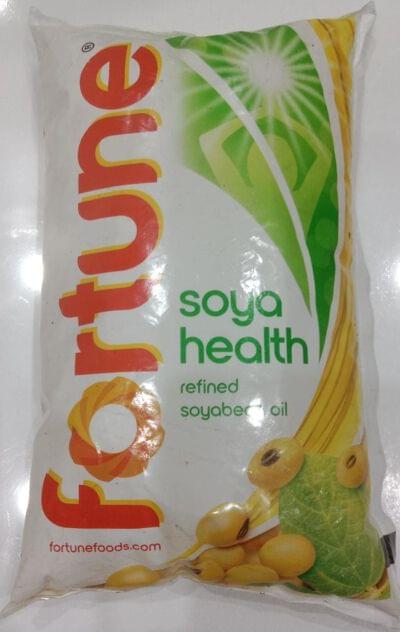 fortune®
soya
health
refined
soyabean oil
fortunefoods.com